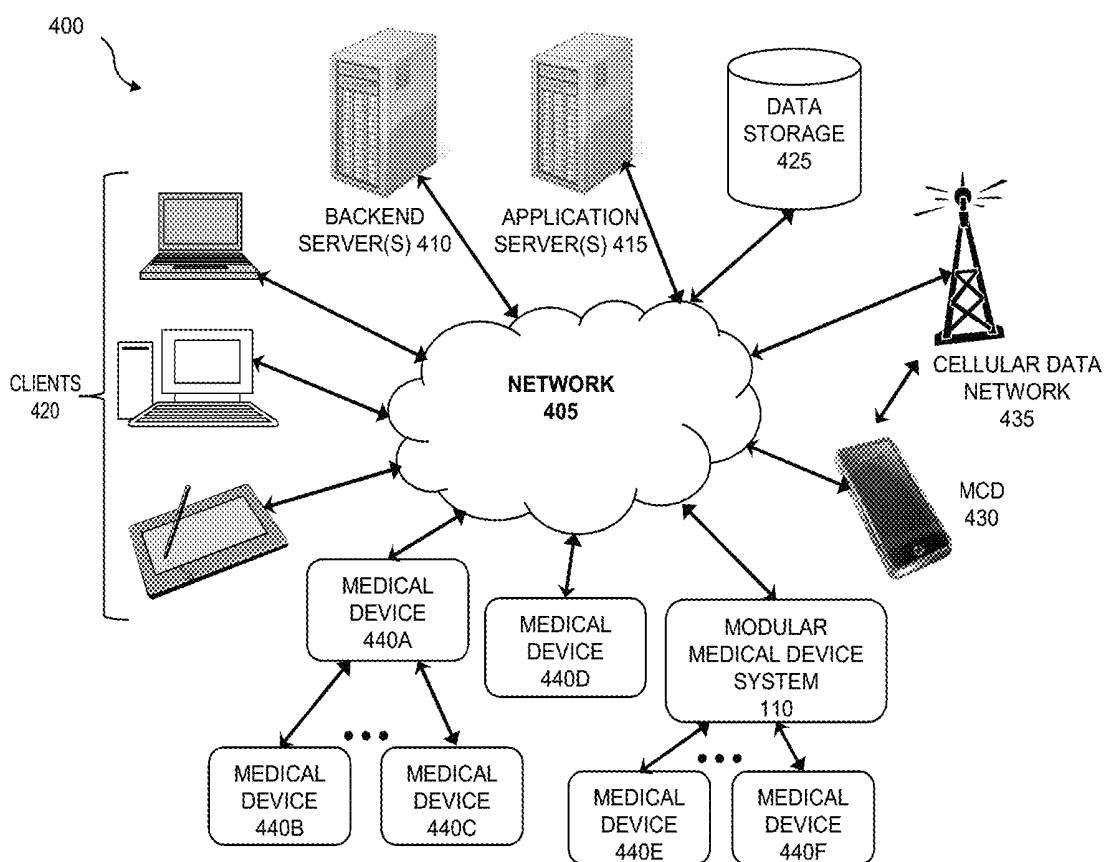 400
BACKEND
SERVER(S) 410
APPLICATION
SERVER(S) 415
DATA
STORAGE
425
CLIENTS
420
NETWORK
405
CELLULAR DATA
NETWORK
435
MCD
430
MEDICAL
DEVICE
440A
MEDICAL
DEVICE
440D
MODULAR
MEDICAL DEVICE
SYSTEM
110
MEDICAL
DEVICE
440B
MEDICAL
DEVICE
440C
MEDICAL
DEVICE
440E
MEDICAL
DEVICE
440F